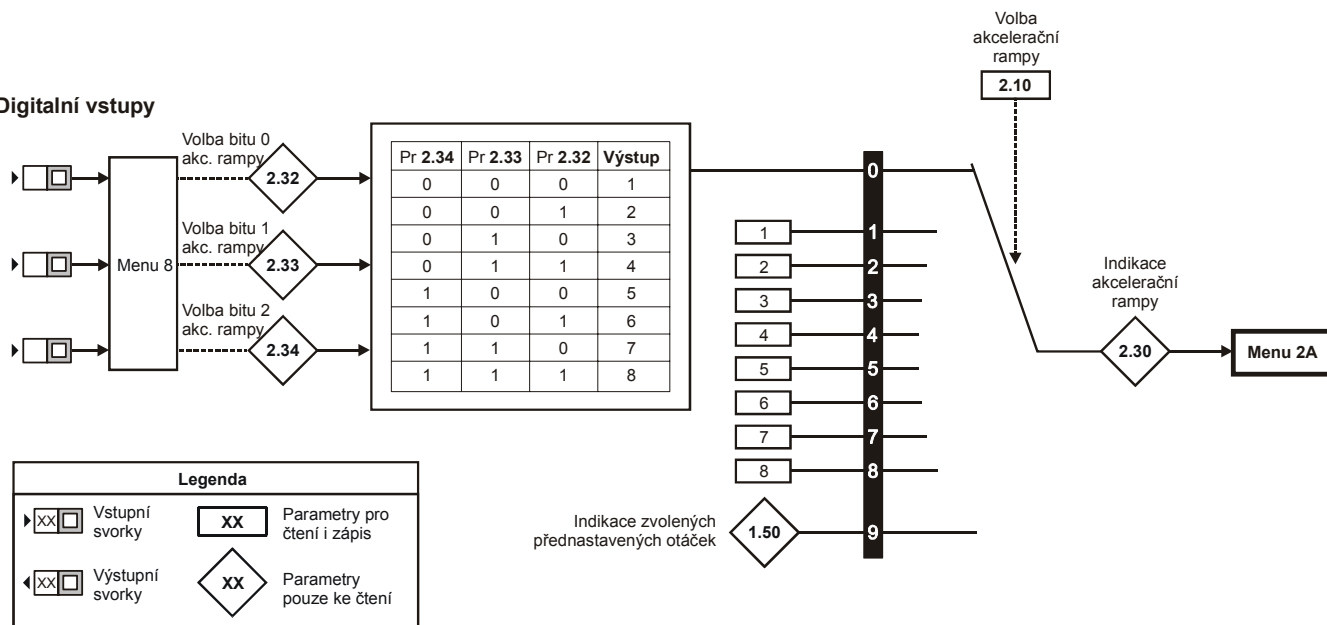 Volba
akcelerační
rampy
2.10
Digitalní vstupy
Volba bitu 0
akc. rampy
2.32
Volba bitu 1
akc. rampy
2.33
Volba bitu 2
akc. rampy
2.34
Menu 8
Pr 2.34 Pr 2.33 Pr 2.32 Výstup
0 0 0 1
0 0 1 2
0 1 0 3
0 1 1 4
1 0 0 5
1 0 1 6
1 1 0 7
1 1 1 8
0
1 1
2 2
3 3
4 4
5 5
6 6
7 7
8 8
Indikace zvolených
přednastavených otáček
1.50
9
Indikace
akcelerační
rampy
2.30
Menu 2A
Legenda
XX Vstupní
svorky
XX Parametry pro
čtení i zápis
XX Výstupní
svorky
XX Parametry
pouze ke čtení